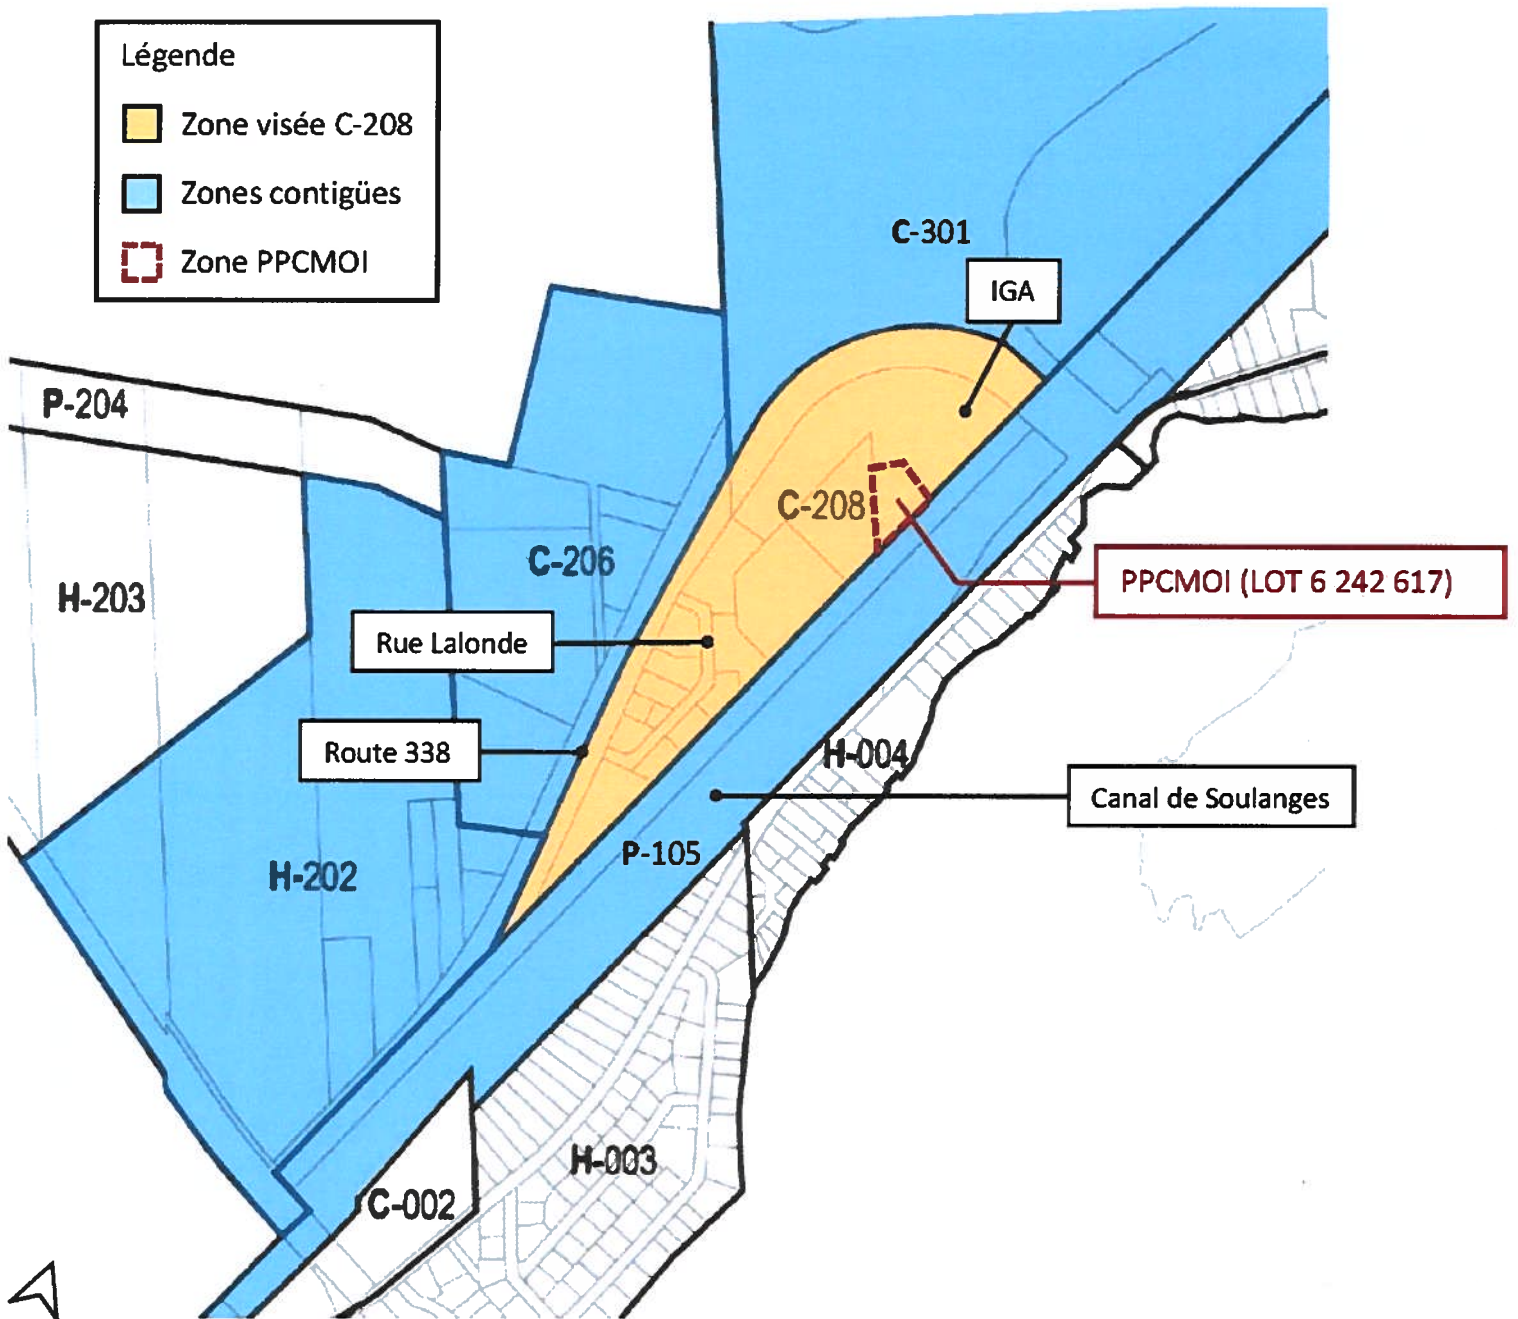 Légende
Zone visée C-208
Zones contigües
Zone PPCMOI
C-301
IGA
P-204
C-208
C-206
PPCMOI (LOT 6 242 617)
H-203
Rue Lalonde
Route 338
H-004
Canal de Soulanges
P-105
H-202
H-003
C-002